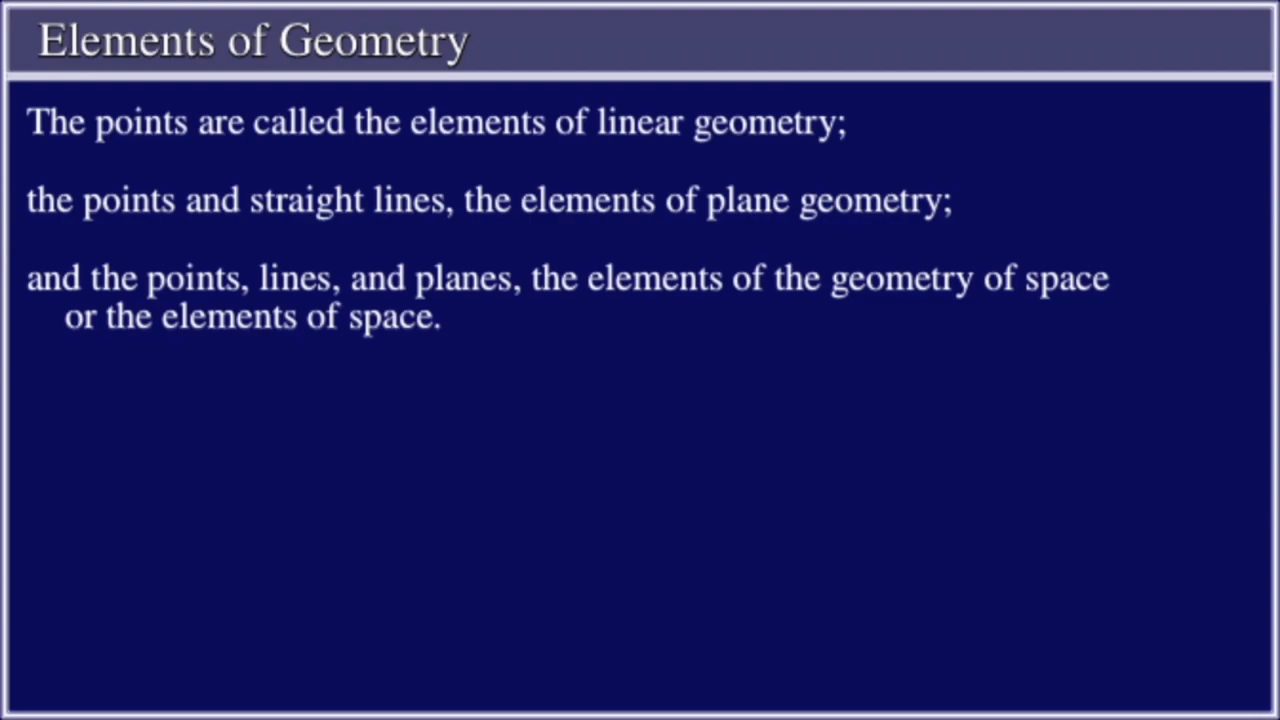 Elements of Geometry
The points are called the elements of linear geometry;
the points and straight lines, the elements of plane geometry;
and the points, lines, and planes, the elements of the geometry of space
or the elements of space.